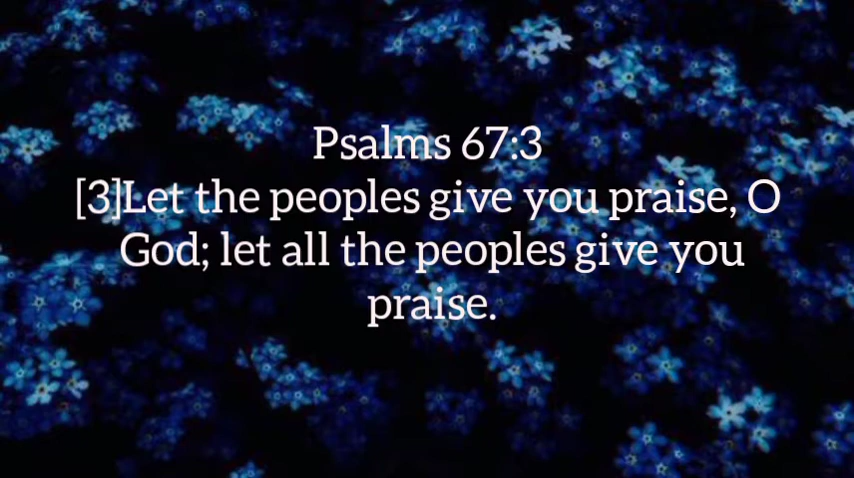 Psalms 67:3
[3]Let the peoples give you praise, O
God; let all the peoples give you
praise.